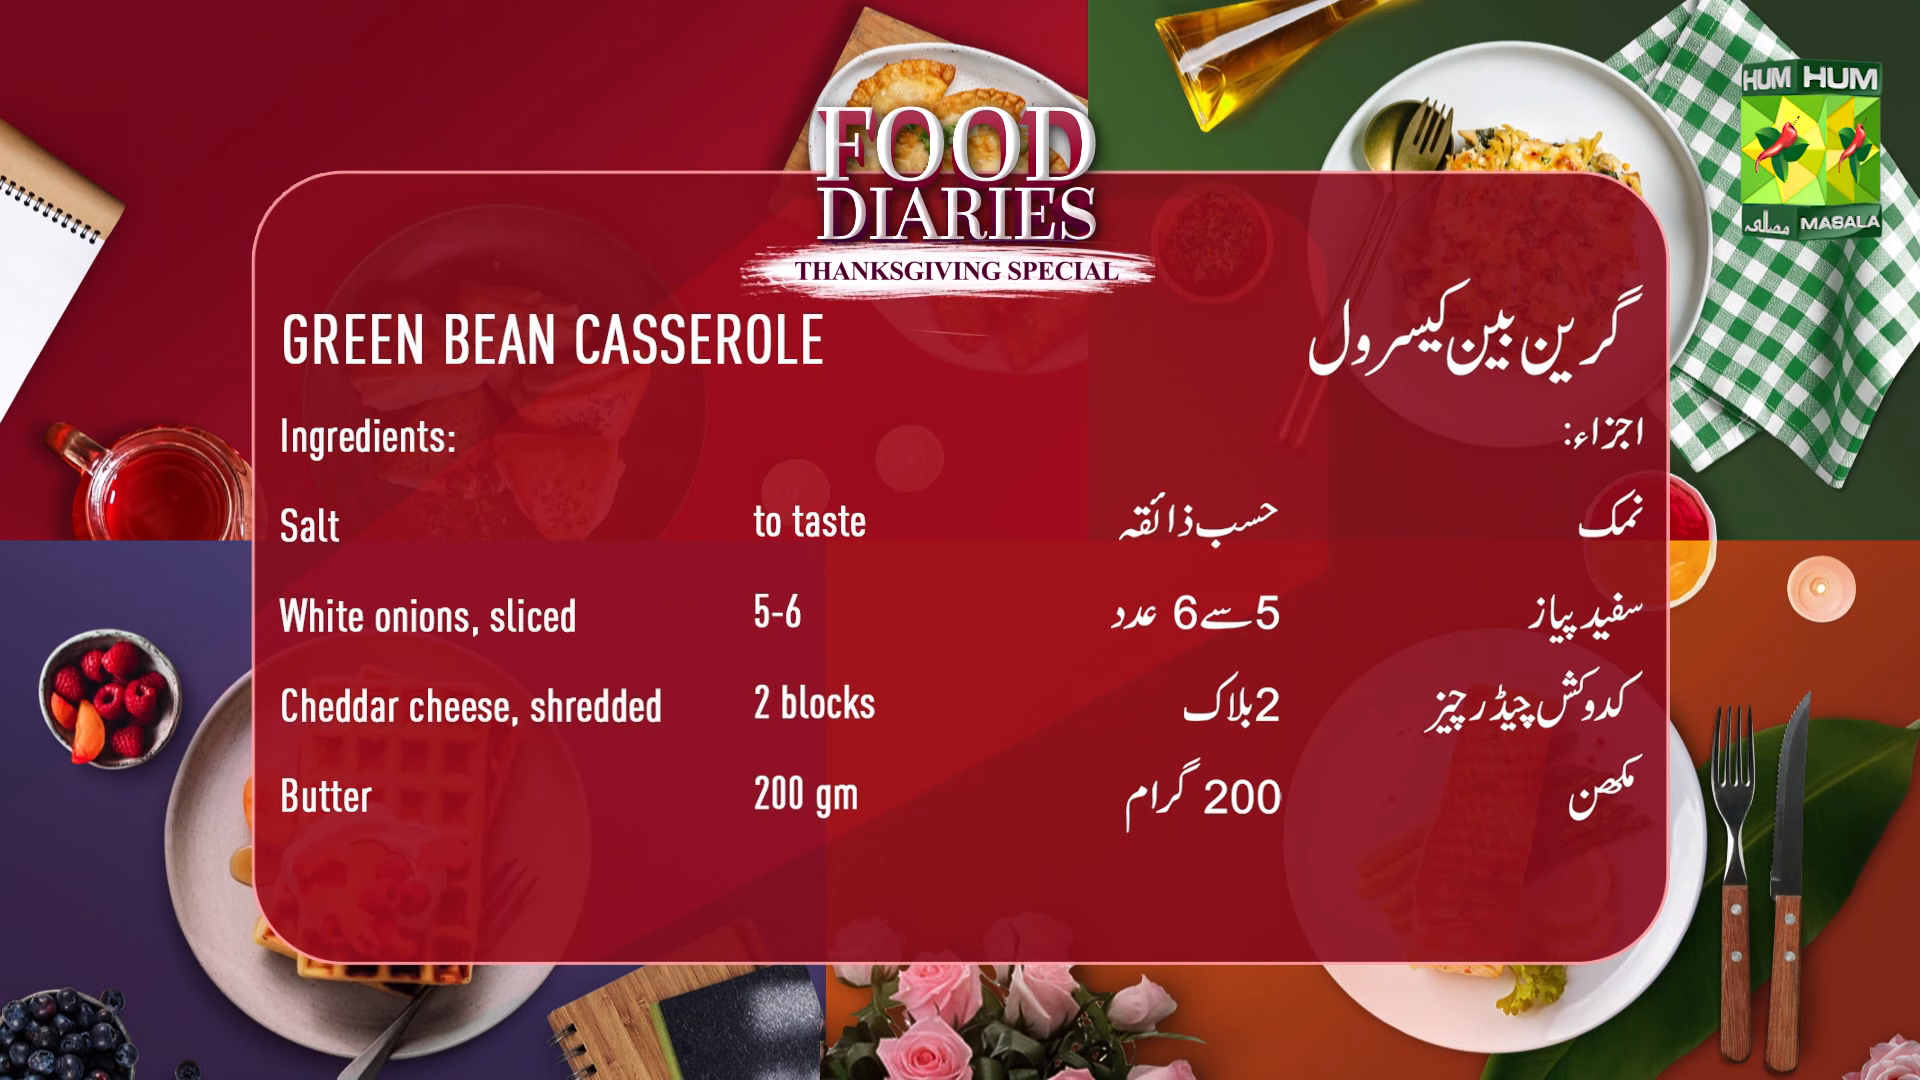 FOOD
DIARIES
THANKSGIVING SPECIAL
HUM HUM
مصالحہ MASALA
GREEN BEAN CASSEROLE گرین بین کیسرول
Ingredients: اجزاء:
Salt to taste حسب ذائقہ نمک
White onions, sliced 5-6 5 سے 6 عدد سفید پیاز
Cheddar cheese, shredded 2 blocks 2 بلاک کدوکش چیڈر چیز
Butter 200 gm 200 گرام مکھن